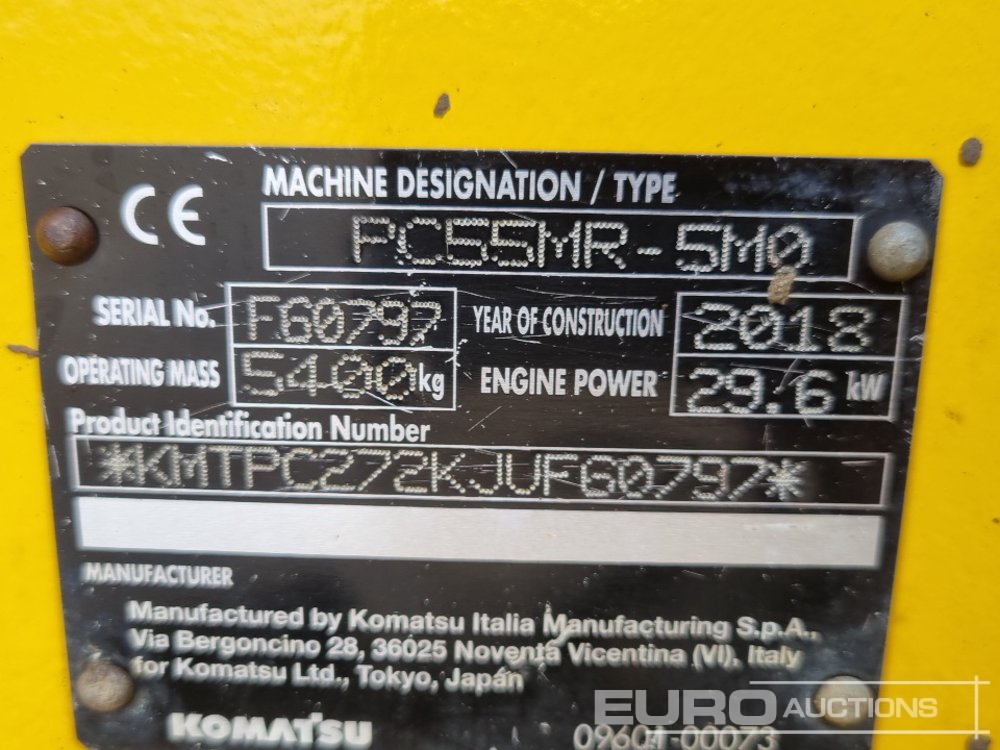 CE
MACHINE DESIGNATION / TYPE
PC55MR-5M0
SERIAL No. F60797 YEAR OF CONSTRUCTION 2018
OPERATING MASS 5400 kg ENGINE POWER 29.6 kW
Product Identification Number
*KMTPC272KJUF60797*
MANUFACTURER
Manufactured by Komatsu Italia Manufacturing S.p.A.,
Via Bergoncino 28, 36025 Noventa Vicentina (VI), Italy
for Komatsu Ltd., Tokyo, Japan
KOMATSU 09601-00073
EURO AUCTIONS